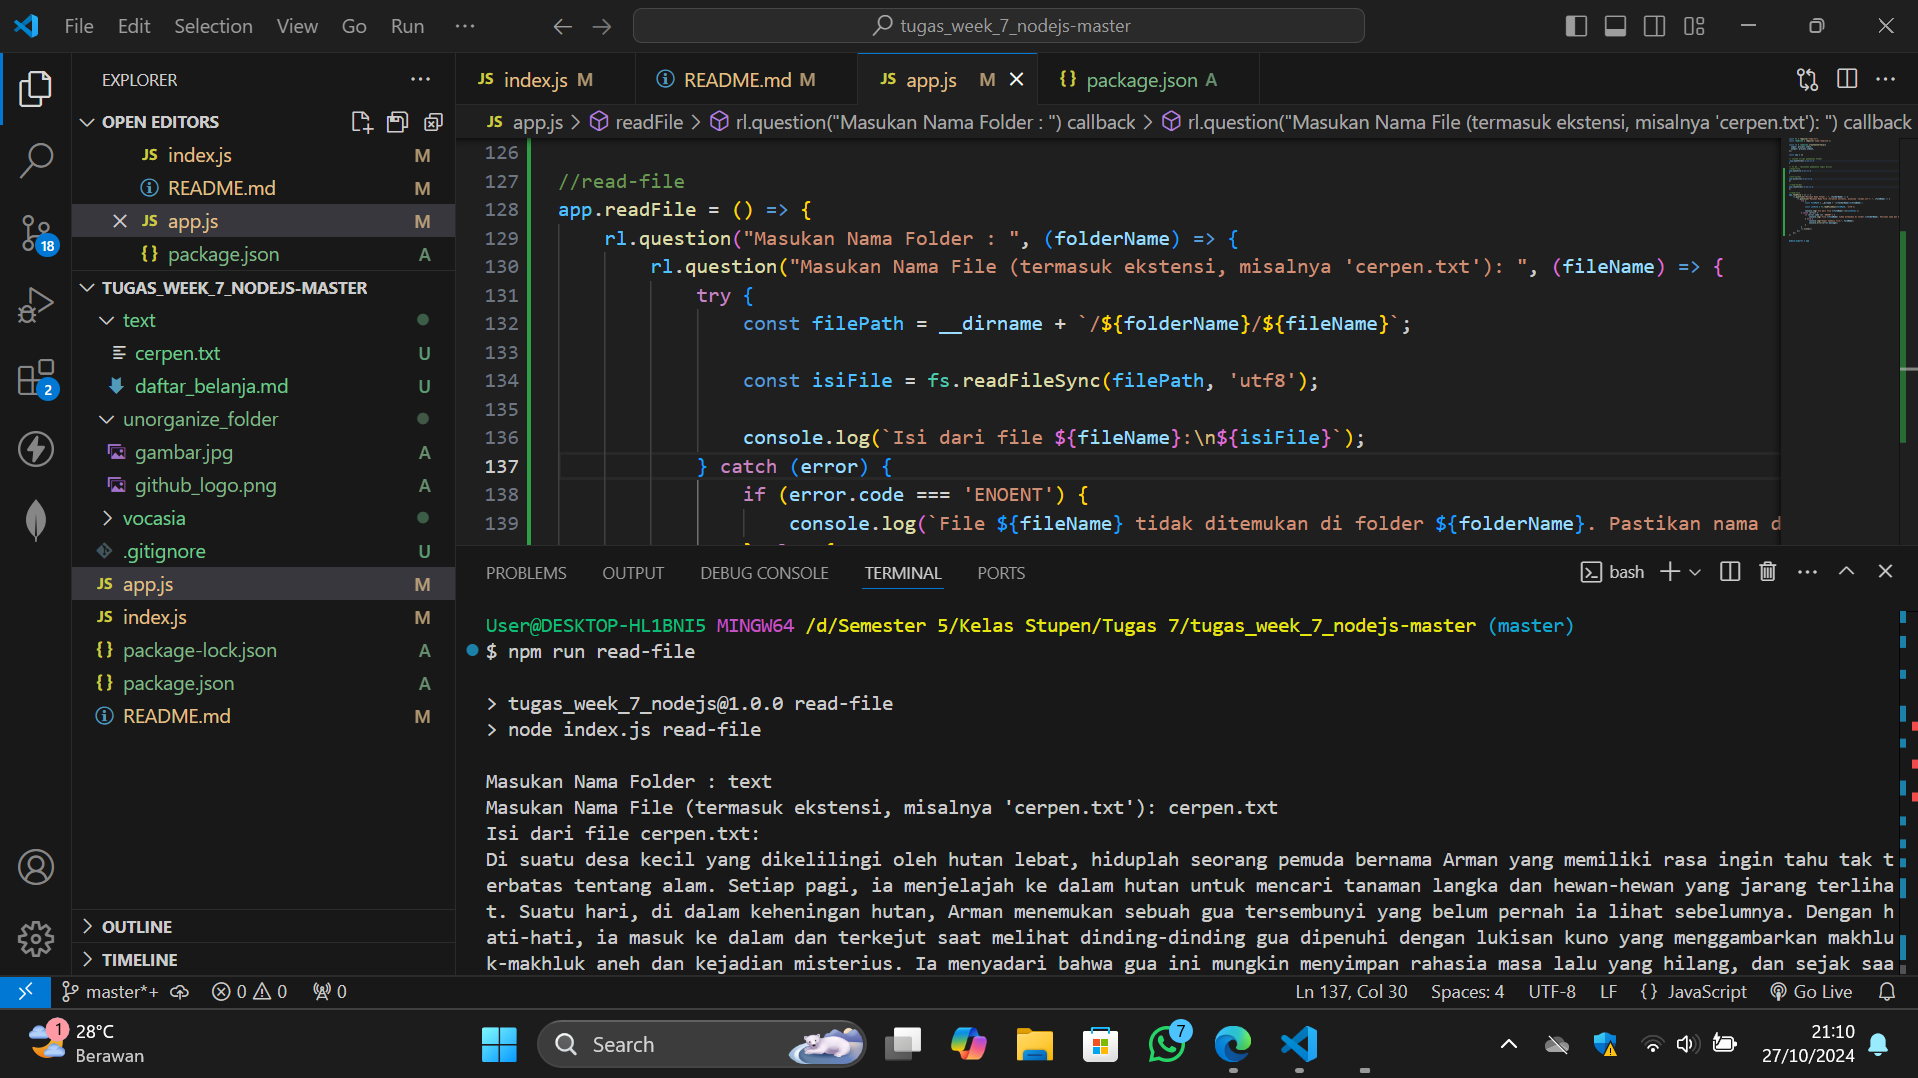 File Edit Selection View Go Run ··· tugas_week_7_nodejs-master
EXPLORER ···
OPEN EDITORS
JS index.js M
README.md M
JS app.js M
{} package.json A
TUGAS_WEEK_7_NODEJS-MASTER
text
cerpen.txt U
daftar_belanja.md U
unorganize_folder
gambar.jpg A
github_logo.png A
vocasia
.gitignore U
JS app.js M
JS index.js M
{} package-lock.json A
{} package.json A
README.md M
OUTLINE
TIMELINE
18
2
JS index.js M README.md M JS app.js M {} package.json A
JS app.js > readFile > rl.question("Masukan Nama Folder : ") callback > rl.question("Masukan Nama File (termasuk ekstensi, misalnya 'cerpen.txt'): ") callback
126
127 //read-file
128 app.readFile = () => {
129 rl.question("Masukan Nama Folder : ", (folderName) => {
130 rl.question("Masukan Nama File (termasuk ekstensi, misalnya 'cerpen.txt'): ", (fileName) => {
131 try {
132 const filePath = __dirname + `/${folderName}/${fileName}`;
133
134 const isiFile = fs.readFileSync(filePath, 'utf8');
135
136 console.log(`Isi dari file ${fileName}:\n${isiFile}`);
137 } catch (error) {
138 if (error.code === 'ENOENT') {
139 console.log(`File ${fileName} tidak ditemukan di folder ${folderName}. Pastikan nama d
PROBLEMS OUTPUT DEBUG CONSOLE TERMINAL PORTS bash
User@DESKTOP-HL1BNI5 MINGW64 /d/Semester 5/Kelas Stupen/Tugas 7/tugas_week_7_nodejs-master (master)
$ npm run read-file
> tugas_week_7_nodejs@1.0.0 read-file
> node index.js read-file
Masukan Nama Folder : text
Masukan Nama File (termasuk ekstensi, misalnya 'cerpen.txt'): cerpen.txt
Isi dari file cerpen.txt:
Di suatu desa kecil yang dikelilingi oleh hutan lebat, hiduplah seorang pemuda bernama Arman yang memiliki rasa ingin tahu tak t
erbatas tentang alam. Setiap pagi, ia menjelajah ke dalam hutan untuk mencari tanaman langka dan hewan-hewan yang jarang terliha
t. Suatu hari, di dalam keheningan hutan, Arman menemukan sebuah gua tersembunyi yang belum pernah ia lihat sebelumnya. Dengan h
ati-hati, ia masuk ke dalam dan terkejut saat melihat dinding-dinding gua dipenuhi dengan lukisan kuno yang menggambarkan makhlu
k-makhluk aneh dan kejadian misterius. Ia menyadari bahwa gua ini mungkin menyimpan rahasia masa lalu yang hilang, dan sejak saa
master*+ 0 0 0 Ln 137, Col 30 Spaces: 4 UTF-8 LF {} JavaScript Go Live
1 28°C
Berawan
Search
7
21:10
27/10/2024